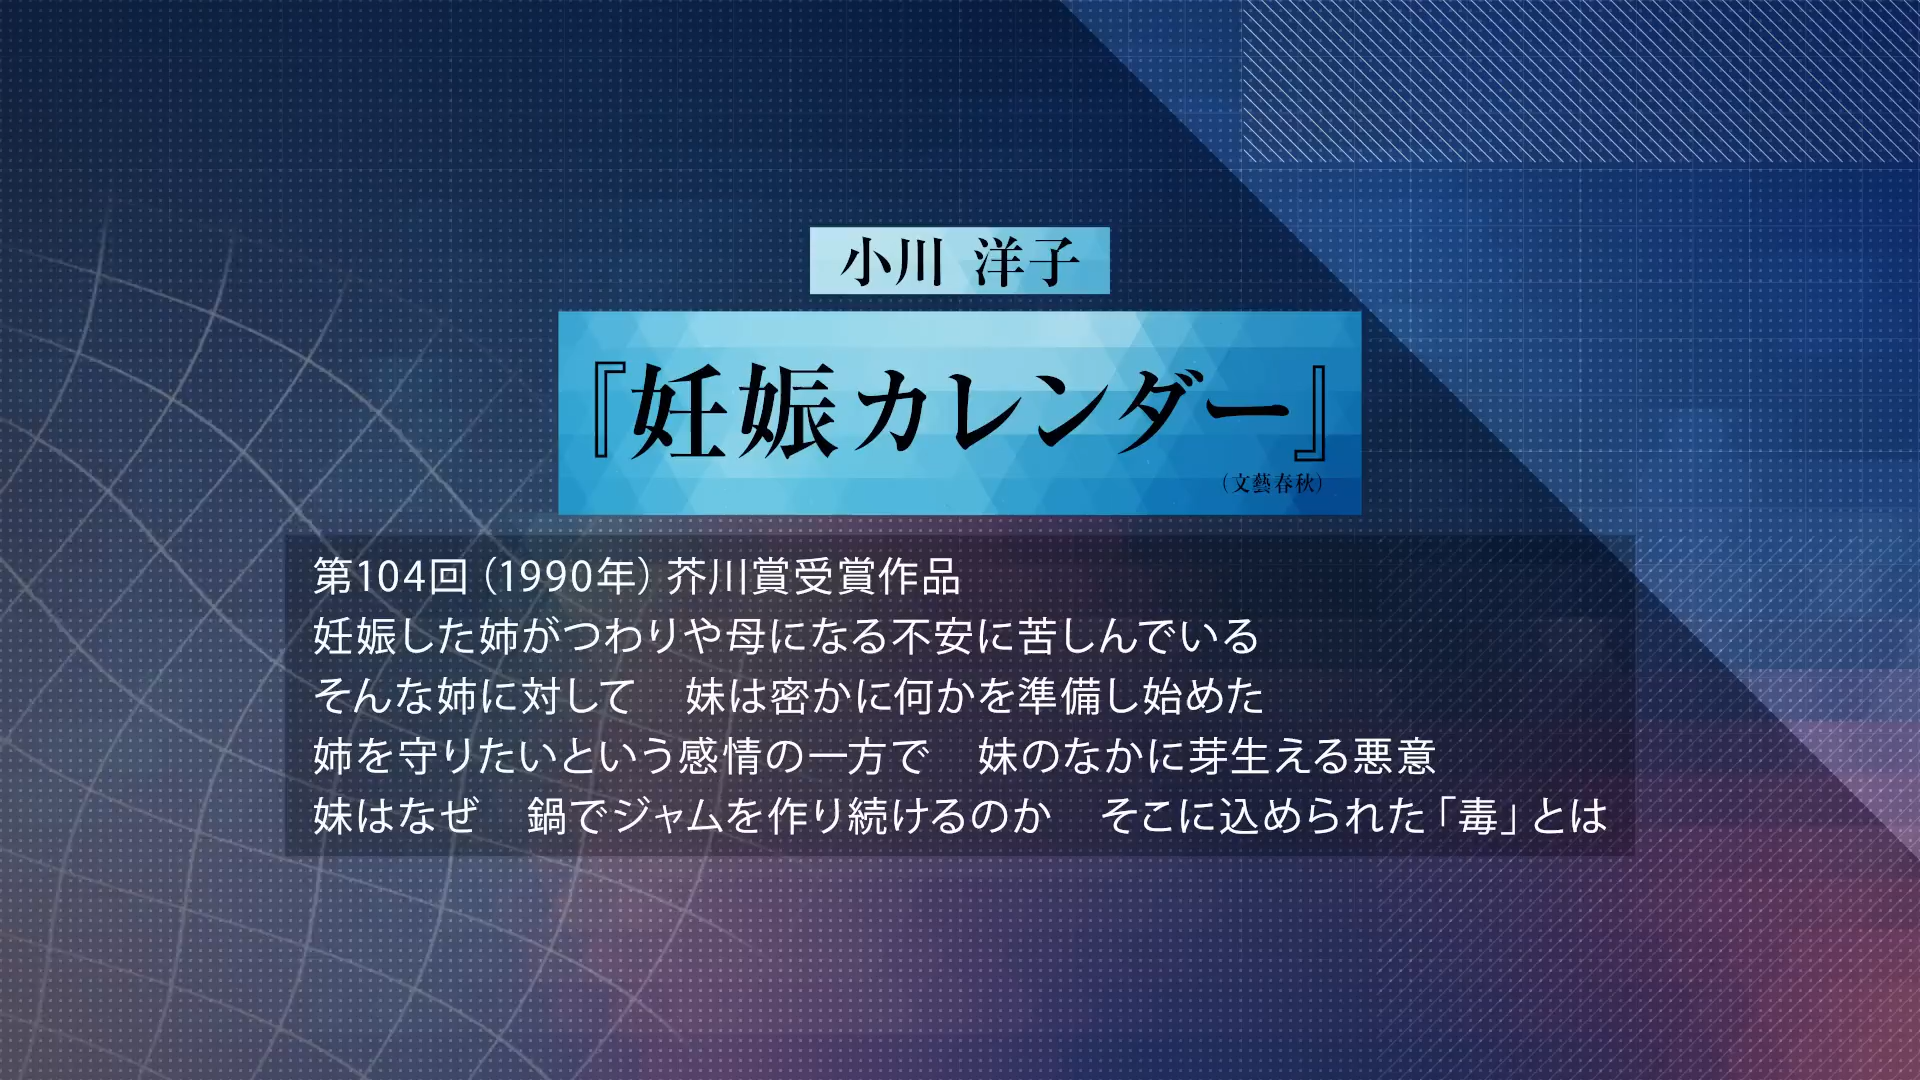 小川 洋子
『妊娠カレンダー』
（文藝春秋）
第104回（1990年）芥川賞受賞作品
妊娠した姉がつわりや母になる不安に苦しんでいる
そんな姉に対して　妹は密かに何かを準備し始めた
姉を守りたいという感情の一方で　妹のなかに芽生える悪意
妹はなぜ　鍋でジャムを作り続けるのか　そこに込められた「毒」とは